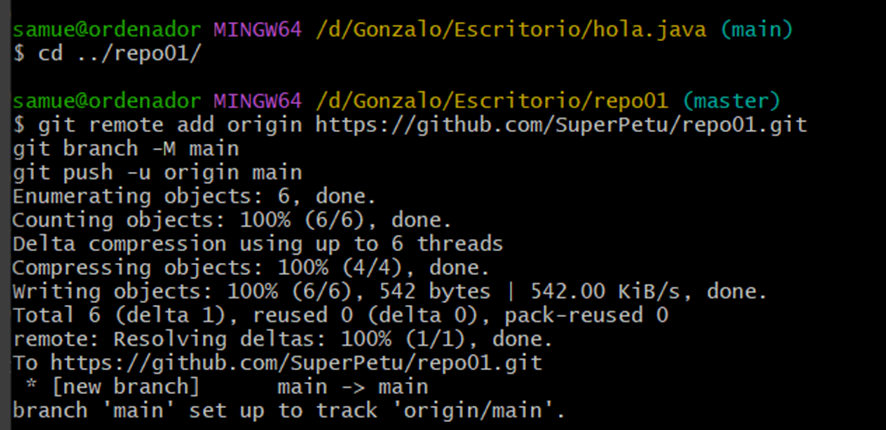 samue@ordenador MINGW64 /d/Gonzalo/Escritorio/hola.java (main)
$ cd ../repo01/
samue@ordenador MINGW64 /d/Gonzalo/Escritorio/repo01 (master)
$ git remote add origin https://github.com/SuperPetu/repo01.git
git branch -M main
git push -u origin main
Enumerating objects: 6, done.
Counting objects: 100% (6/6), done.
Delta compression using up to 6 threads
Compressing objects: 100% (4/4), done.
Writing objects: 100% (6/6), 542 bytes | 542.00 KiB/s, done.
Total 6 (delta 1), reused 0 (delta 0), pack-reused 0
remote: Resolving deltas: 100% (1/1), done.
To https://github.com/SuperPetu/repo01.git
 * [new branch]      main -> main
branch 'main' set up to track 'origin/main'.